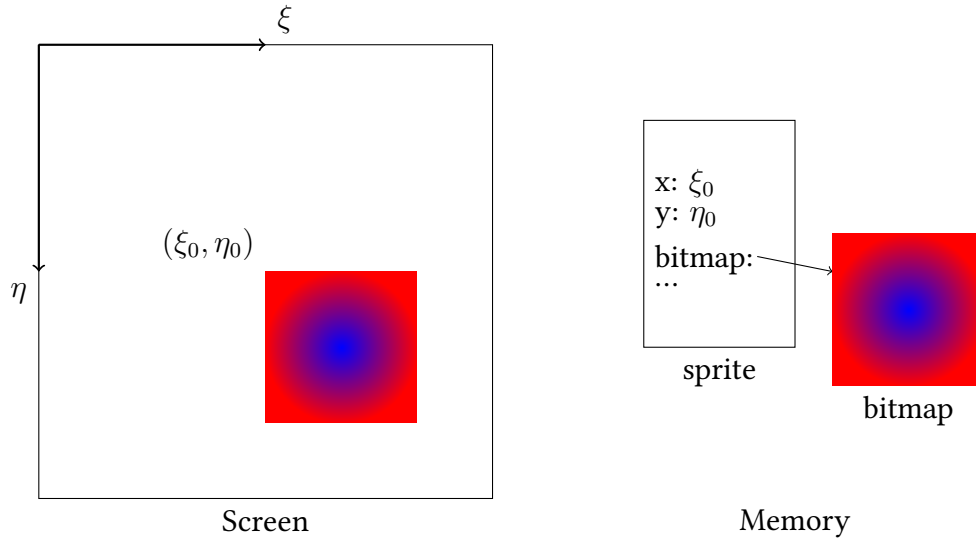 ξ
(ξ₀, η₀)
η
Screen
x: ξ₀
y: η₀
bitmap:
...
sprite
bitmap
Memory